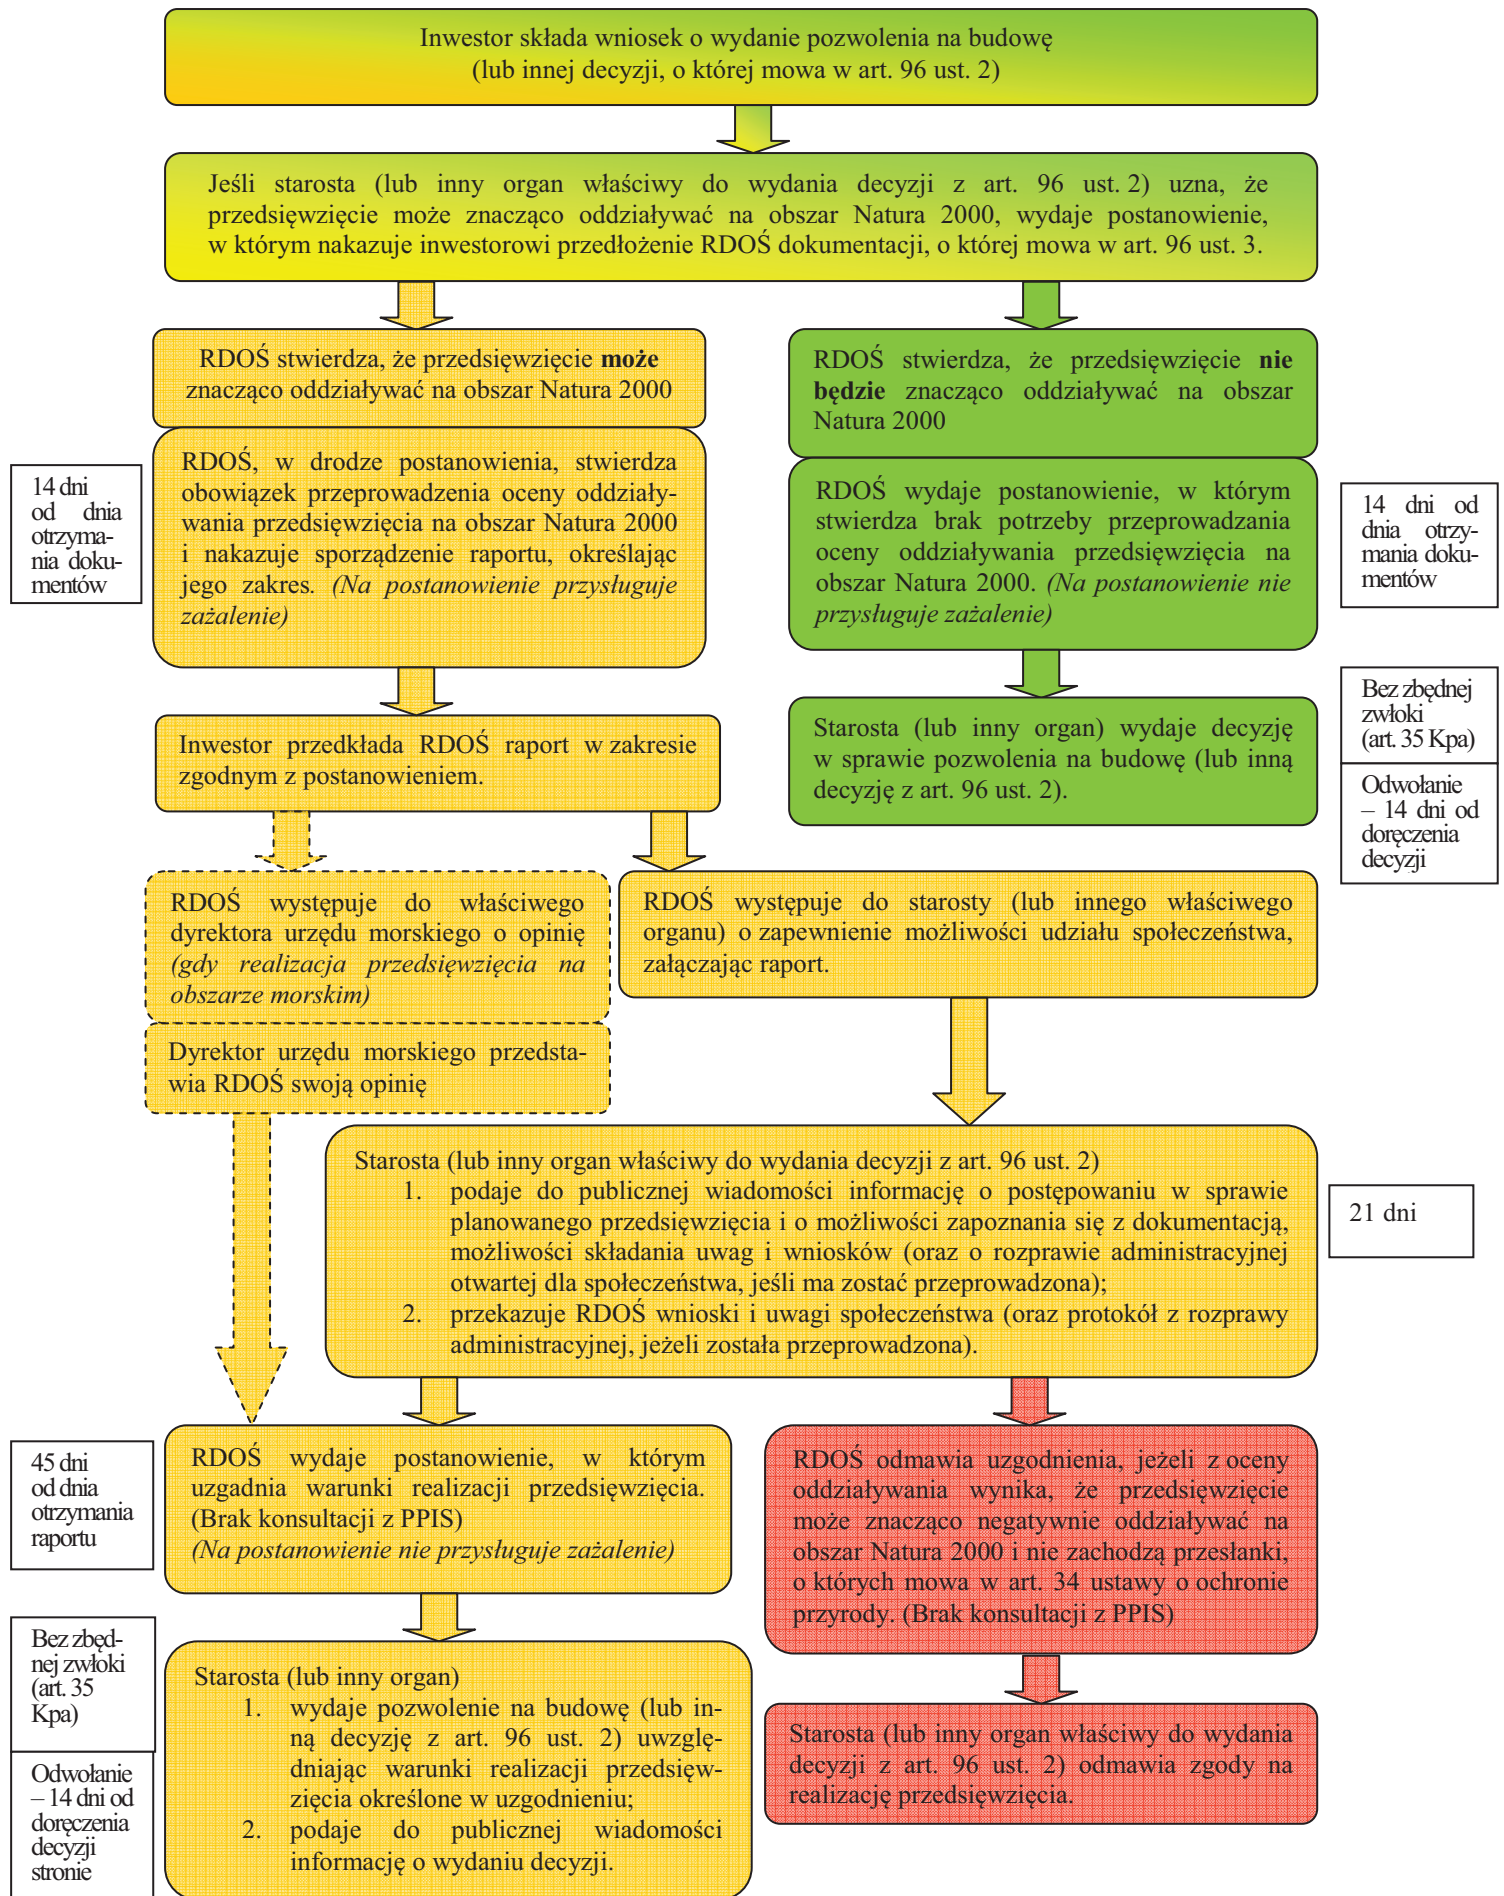 Inwestor składa wniosek o wydanie pozwolenia na budowę
(lub innej decyzji, o której mowa w art. 96 ust. 2)
Jeśli starosta (lub inny organ właściwy do wydania decyzji z art. 96 ust. 2) uzna, że
przedsięwzięcie może znacząco oddziaływać na obszar Natura 2000, wydaje postanowienie,
w którym nakazuje inwestorowi przedłożenie RDOŚ dokumentacji, o której mowa w art. 96 ust. 3.
RDOŚ stwierdza, że przedsięwzięcie może
znacząco oddziaływać na obszar Natura 2000
RDOŚ stwierdza, że przedsięwzięcie nie
będzie znacząco oddziaływać na obszar
Natura 2000
14 dni
od dnia
otrzyma-
nia doku-
mentów
RDOŚ, w drodze postanowienia, stwierdza
obowiązek przeprowadzenia oceny oddziały-
wania przedsięwzięcia na obszar Natura 2000
i nakazuje sporządzenie raportu, określając
jego zakres. (Na postanowienie przysługuje
zażalenie)
RDOŚ wydaje postanowienie, w którym
stwierdza brak potrzeby przeprowadzania
oceny oddziaływania przedsięwzięcia na
obszar Natura 2000. (Na postanowienie nie
przysługuje zażalenie)
14 dni od
dnia otrzy-
mania doku-
mentów
Inwestor przedkłada RDOŚ raport w zakresie
zgodnym z postanowieniem.
Starosta (lub inny organ) wydaje decyzję
w sprawie pozwolenia na budowę (lub inną
decyzję z art. 96 ust. 2).
Bez zbędnej
zwłoki
(art. 35 Kpa)
Odwołanie
– 14 dni od
doręczenia
decyzji
RDOŚ występuje do właściwego
dyrektora urzędu morskiego o opinię
(gdy realizacja przedsięwzięcia na
obszarze morskim)
RDOŚ występuje do starosty (lub innego właściwego
organu) o zapewnienie możliwości udziału społeczeństwa,
załączając raport.
Dyrektor urzędu morskiego przedsta-
wia RDOŚ swoją opinię
Starosta (lub inny organ właściwy do wydania decyzji z art. 96 ust. 2)
1. podaje do publicznej wiadomości informację o postępowaniu w sprawie
planowanego przedsięwzięcia i o możliwości zapoznania się z dokumentacją,
możliwości składania uwag i wniosków (oraz o rozprawie administracyjnej
otwartej dla społeczeństwa, jeśli ma zostać przeprowadzona);
2. przekazuje RDOŚ wnioski i uwagi społeczeństwa (oraz protokół z rozprawy
administracyjnej, jeżeli została przeprowadzona).
21 dni
45 dni
od dnia
otrzymania
raportu
RDOŚ wydaje postanowienie, w którym
uzgadnia warunki realizacji przedsięwzięcia.
(Brak konsultacji z PPIS)
(Na postanowienie nie przysługuje zażalenie)
RDOŚ odmawia uzgodnienia, jeżeli z oceny
oddziaływania wynika, że przedsięwzięcie
może znacząco negatywnie oddziaływać na
obszar Natura 2000 i nie zachodzą przesłanki,
o których mowa w art. 34 ustawy o ochronie
przyrody. (Brak konsultacji z PPIS)
Bez zbęd-
nej zwłoki
(art. 35
Kpa)
Odwołanie
– 14 dni od
doręczenia
decyzji
stronie
Starosta (lub inny organ)
1. wydaje pozwolenie na budowę (lub in-
ną decyzję z art. 96 ust. 2) uwzglę-
dniając warunki realizacji przedsięw-
zięcia określone w uzgodnieniu;
2. podaje do publicznej wiadomości
informację o wydaniu decyzji.
Starosta (lub inny organ właściwy do wydania
decyzji z art. 96 ust. 2) odmawia zgody na
realizację przedsięwzięcia.